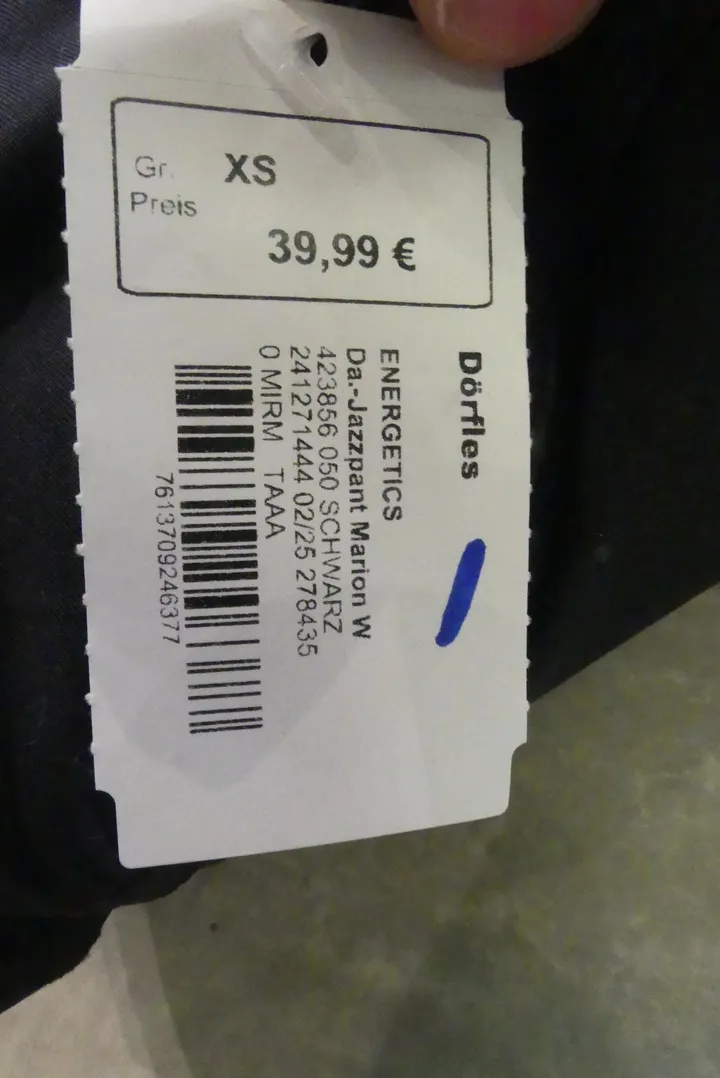 Gr. XS
Preis
39,99 €
Dörfles
ENERGETICS
Da.-Jazzpant Marion W
423856 050 SCHWARZ
241271444 02/25 278435
0 MIRM TAAA
7613709246377